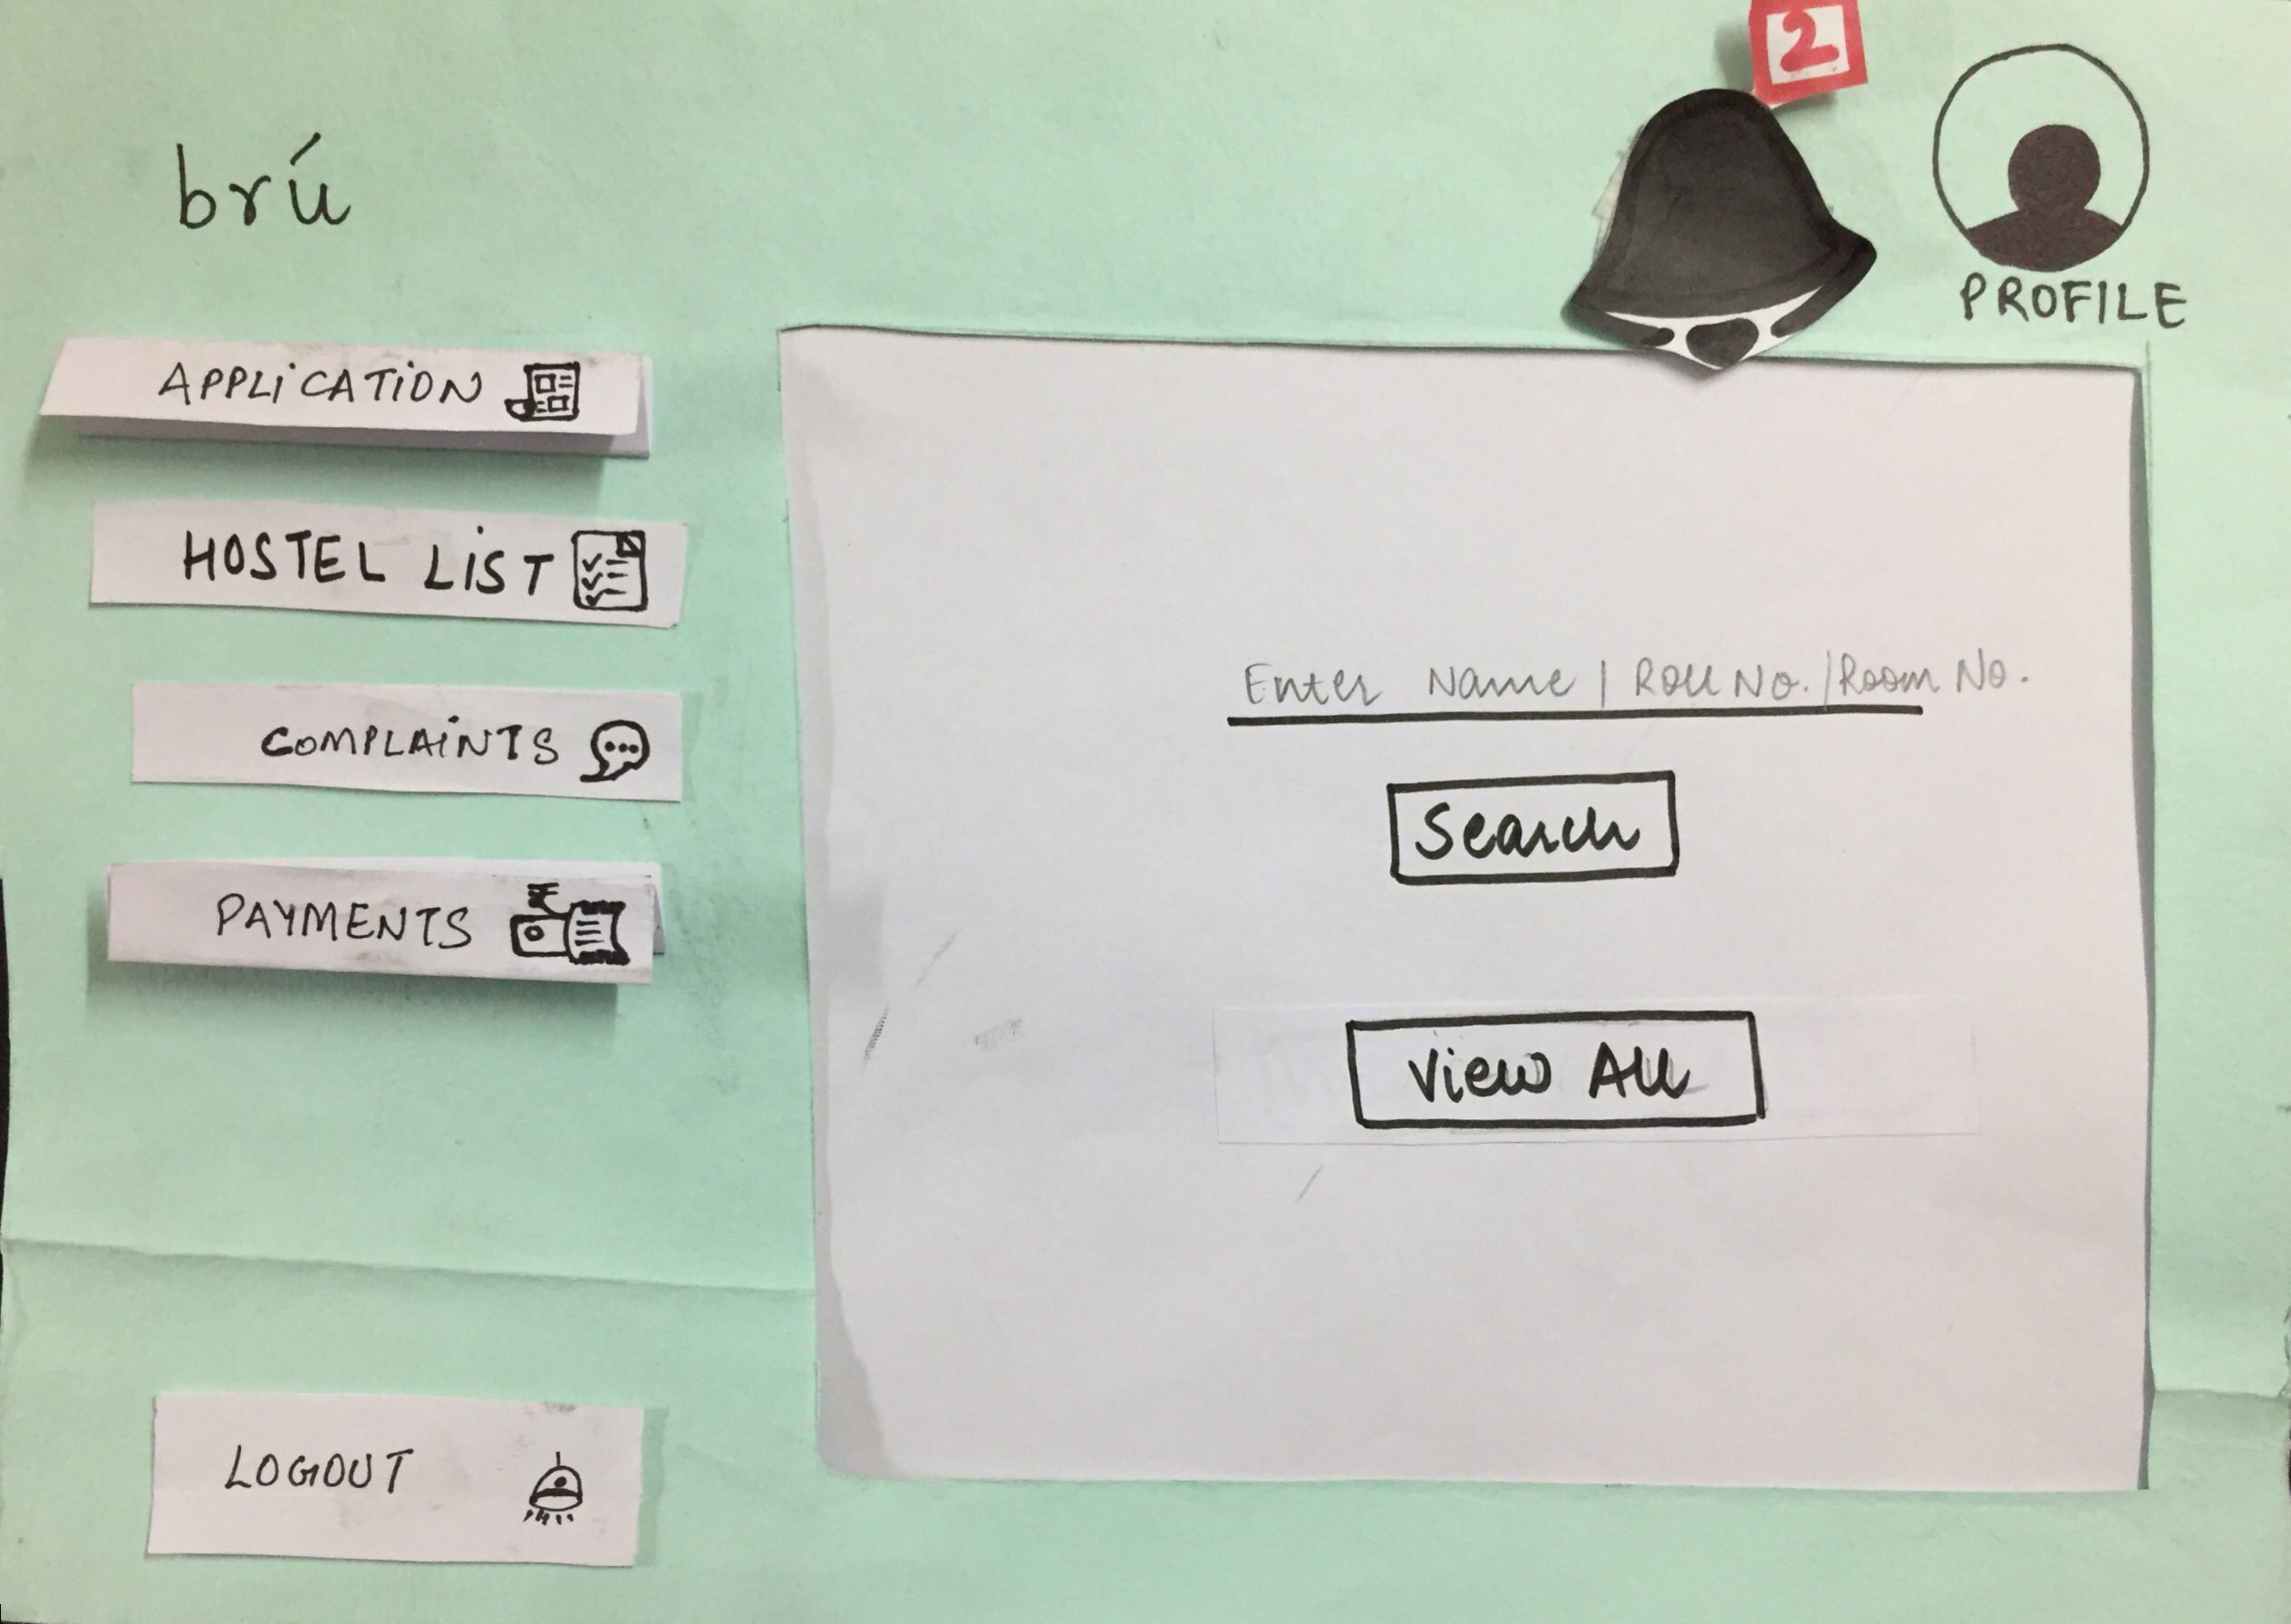 2
brú
PROFILE
APPLiCATiON
HOSTEL LiST
COMPLAiNTS
PAYMENTS
LOGOUT
Enter Name | Roll No. | Room No.
Search
View All